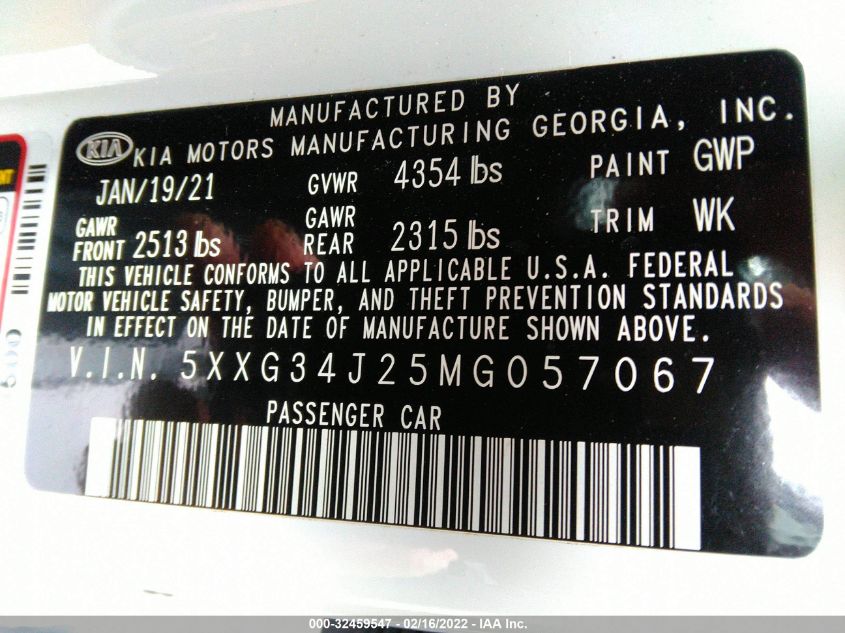 MANUFACTURED BY
KIA KIA MOTORS MANUFACTURING GEORGIA, INC.
JAN/19/21 GVWR 4354 lbs PAINT GWP
GAWR FRONT 2513 lbs GAWR REAR 2315 lbs TRIM WK
THIS VEHICLE CONFORMS TO ALL APPLICABLE U.S.A. FEDERAL
MOTOR VEHICLE SAFETY, BUMPER, AND THEFT PREVENTION STANDARDS
IN EFFECT ON THE DATE OF MANUFACTURE SHOWN ABOVE.
V.I.N. 5XXG34J25MG057067
PASSENGER CAR
000-32459547 - 02/16/2022 - IAA Inc.